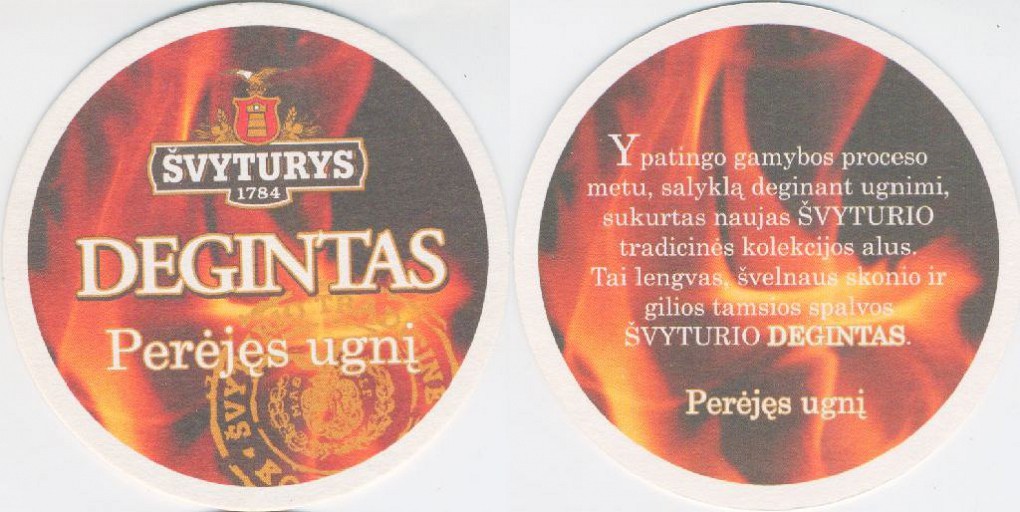 ŠVYTURYS
1784
DEGINTAS
Perėjęs ugnį
ŠVY
Ypatingo gamybos proceso
metu, salyklą deginant ugnimi,
sukurtas naujas ŠVYTURIO
tradicinės kolekcijos alus.
Tai lengvas, švelnaus skonio ir
gilios tamsios spalvos
ŠVYTURIO DEGINTAS.
Perėjęs ugnį